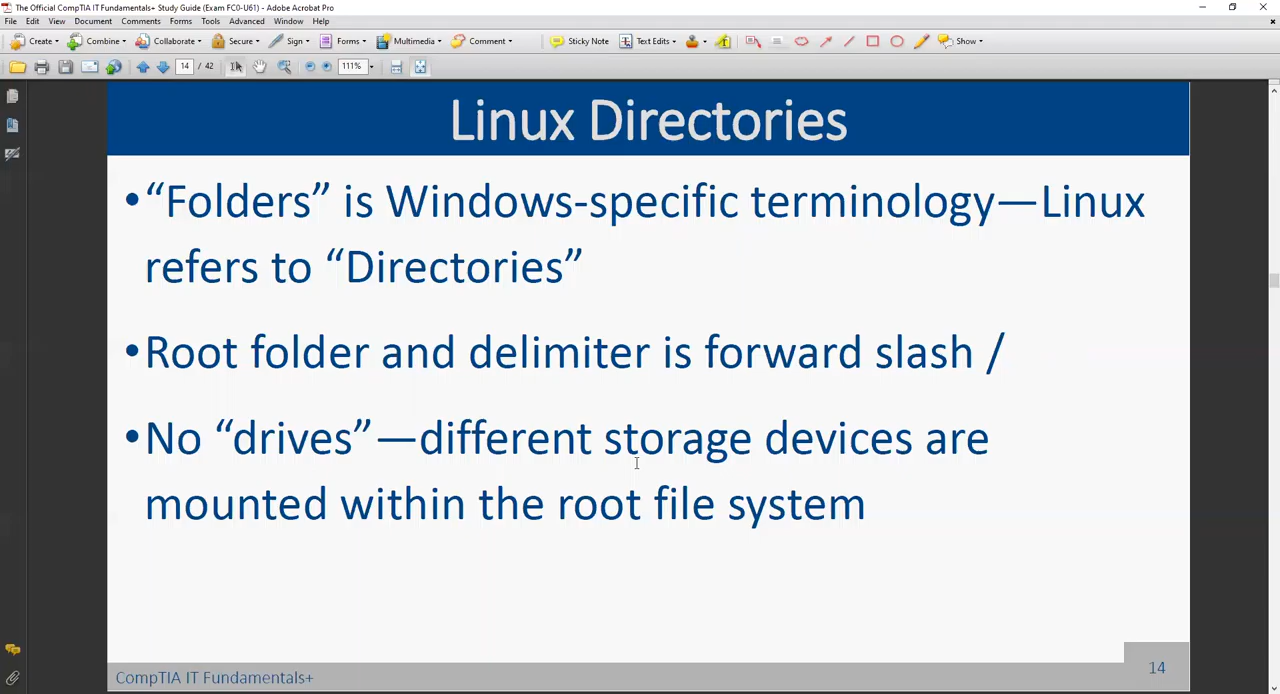 The Official CompTIA IT Fundamentals+ Study Guide (Exam FC0-U61) - Adobe Acrobat Pro
File Edit View Document Comments Forms Tools Advanced Window Help
Create Combine Collaborate Secure Sign Forms Multimedia Comment Sticky Note Text Edits Show
14 / 42 111%
Linux Directories
•“Folders” is Windows-specific terminology—Linux
refers to “Directories”
•Root folder and delimiter is forward slash /
•No “drives”—different storage devices are
mounted within the root file system
CompTIA IT Fundamentals+ 14